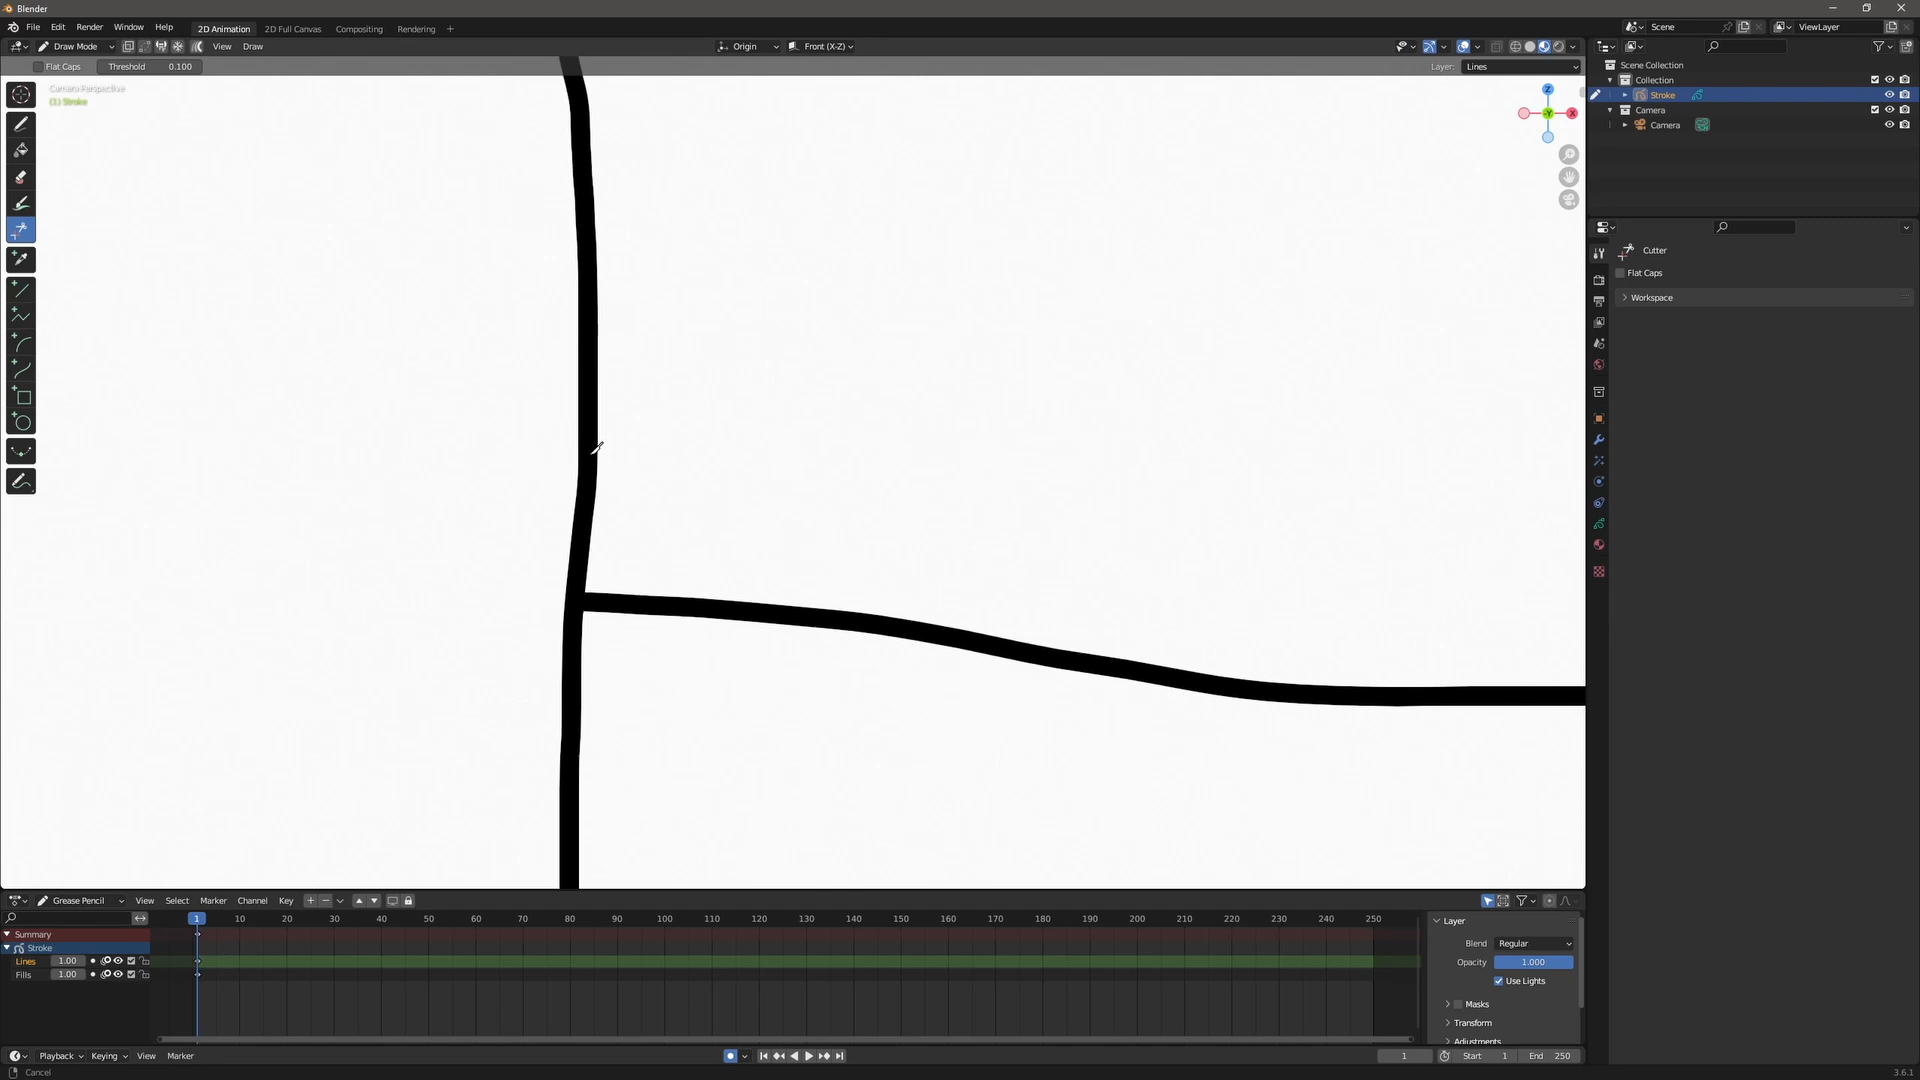 Blender
File Edit Render Window Help 2D Animation 2D Full Canvas Compositing Rendering + Scene ViewLayer
Draw Mode View Draw Origin Front (X-Z)
Flat Caps Threshold 0.100 Layer: Lines
Camera Perspective
(1) Stroke
Z
Y
X
Scene Collection
Collection
Stroke
Camera
Camera
Cutter
Flat Caps
Workspace
Grease Pencil View Select Marker Channel Key
1 10 20 30 40 50 60 70 80 90 100 110 120 130 140 150 160 170 180 190 200 210 220 230 240 250
Summary
Stroke
Lines 1.00
Fills 1.00
Layer
Blend Regular
Opacity 1.000
Use Lights
Masks
Transform
Adjustments
Playback Keying View Marker 1 Start 1 End 250
Cancel 3.6.1